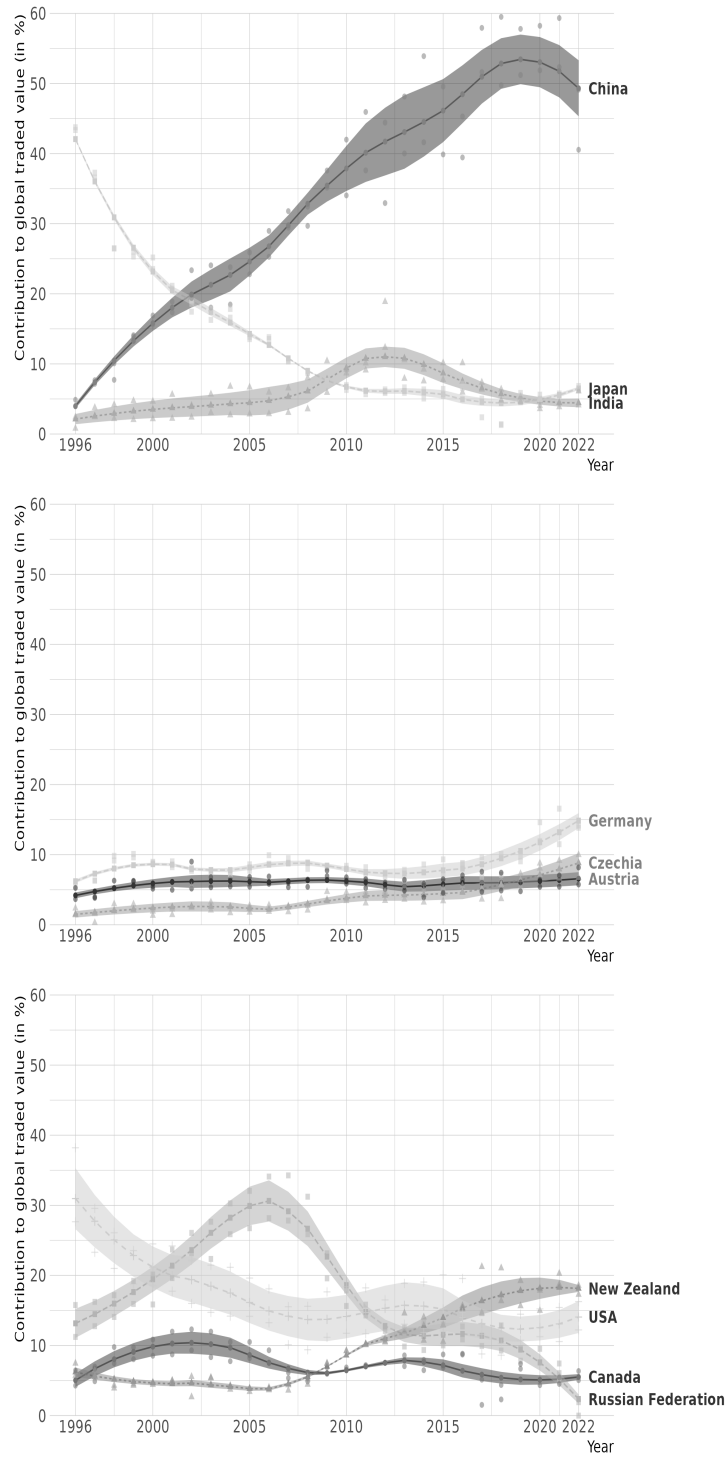 Contribution to global traded value (in %)
60
50
40
30
20
10
0
China
Japan
India
1996 2000 2005 2010 2015 2020 2022
Year
Contribution to global traded value (in %)
60
50
40
30
20
10
0
Germany
Czechia
Austria
1996 2000 2005 2010 2015 2020 2022
Year
Contribution to global traded value (in %)
60
50
40
30
20
10
0
New Zealand
USA
Canada
Russian Federation
1996 2000 2005 2010 2015 2020 2022
Year